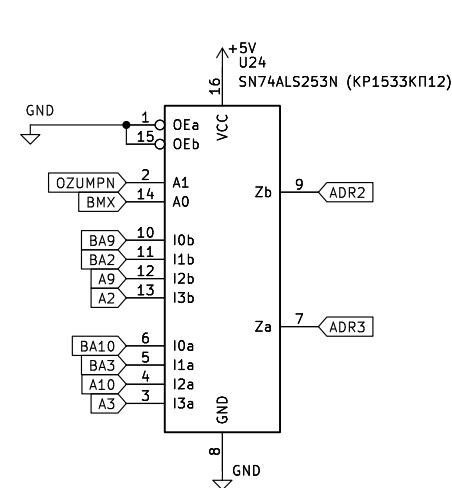 +5V
U24
SN74ALS253N (КР1533КП12)
16
GND
1 OEa VCC
15 OEb
OZUMPN 2 A1
BMX 14 A0
Zb 9 ADR2
BA9 10 I0b
BA2 11 I1b
A9 12 I2b
A2 13 I3b
Za 7 ADR3
BA10 6 I0a
BA3 5 I1a
A10 4 I2a
A3 3 I3a
GND
8
GND